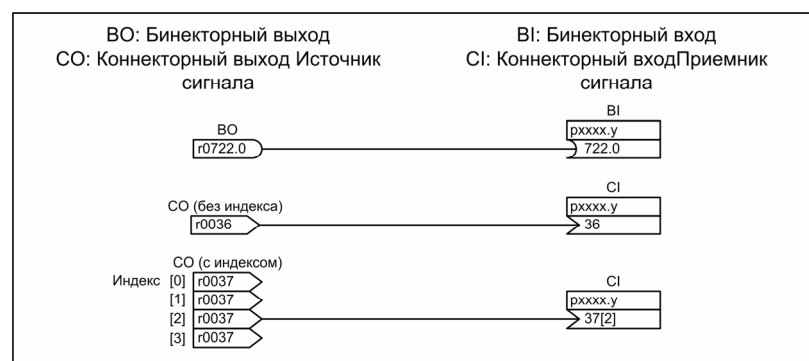 BO: Бинекторный выход
CO: Коннекторный выход Источник
сигнала
BI: Бинекторный вход
CI: Коннекторный входПриемник
сигнала
BO
r0722.0
BI
pxxxx.y
722.0
CO (без индекса)
r0036
CI
pxxxx.y
36
CO (с индексом)
Индекс [0] r0037
[1] r0037
[2] r0037
[3] r0037
CI
pxxxx.y
37[2]